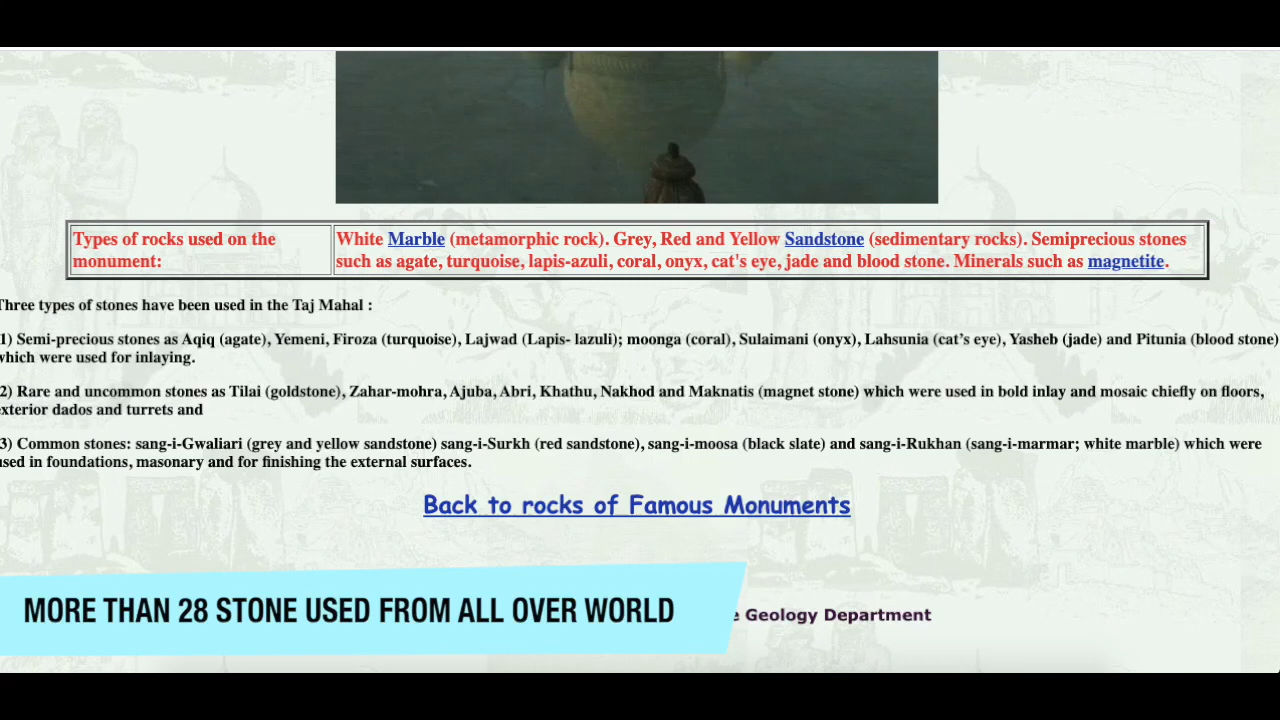 Types of rocks used on the
monument:
White Marble (metamorphic rock). Grey, Red and Yellow Sandstone (sedimentary rocks). Semiprecious stones
such as agate, turquoise, lapis-azuli, coral, onyx, cat's eye, jade and blood stone. Minerals such as magnetite.
Three types of stones have been used in the Taj Mahal :
1) Semi-precious stones as Aqiq (agate), Yemeni, Firoza (turquoise), Lajwad (Lapis- lazuli); moonga (coral), Sulaimani (onyx), Lahsunia (cat's eye), Yasheb (jade) and Pitunia (blood stone)
which were used for inlaying.
2) Rare and uncommon stones as Tilai (goldstone), Zahar-mohra, Ajuba, Abri, Khathu, Nakhod and Maknatis (magnet stone) which were used in bold inlay and mosaic chiefly on floors,
exterior dados and turrets and
3) Common stones: sang-i-Gwaliari (grey and yellow sandstone) sang-i-Surkh (red sandstone), sang-i-moosa (black slate) and sang-i-Rukhan (sang-i-marmar; white marble) which were
used in foundations, masonary and for finishing the external surfaces.
Back to rocks of Famous Monuments
MORE THAN 28 STONE USED FROM ALL OVER WORLD
Geology Department